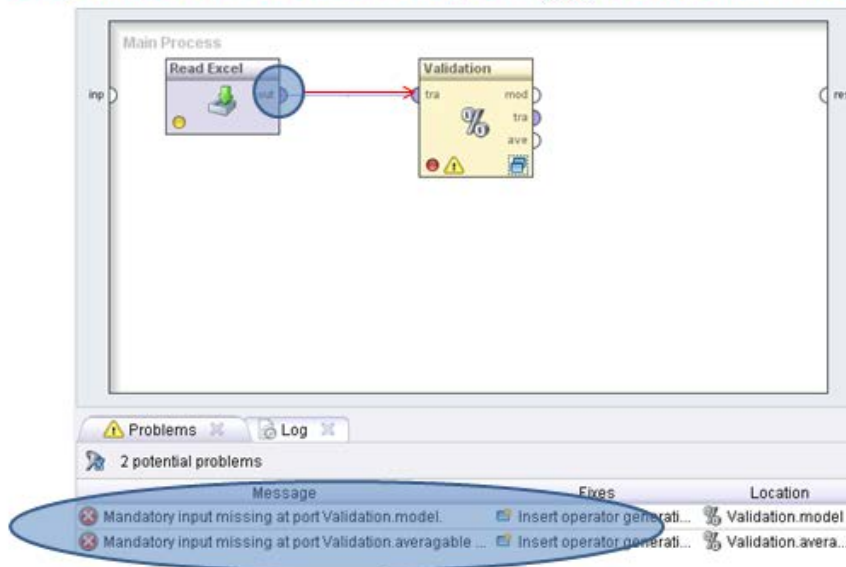 Main Process
Read Excel
Validation
inp
out
tra
mod
res
tra
ave
Problems
Log
2 potential problems
Message Fixes Location
Mandatory input missing at port Validation.model. Insert operator generati... Validation.model
Mandatory input missing at port Validation.averagable ... Insert operator generati... Validation.avera...